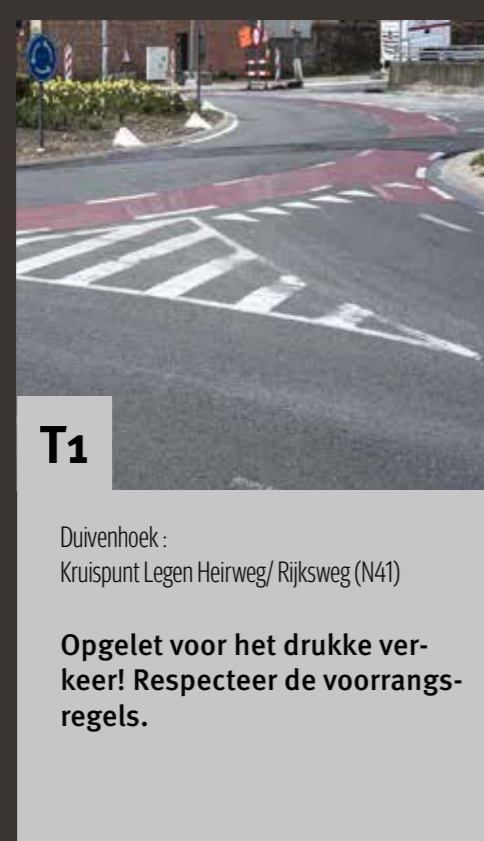 T1
Duivenhoek :
Kruispunt Legen Heirweg/ Rijksweg (N41)
Opgelet voor het drukke ver-
keer! Respecteer de voorrangs-
regels.